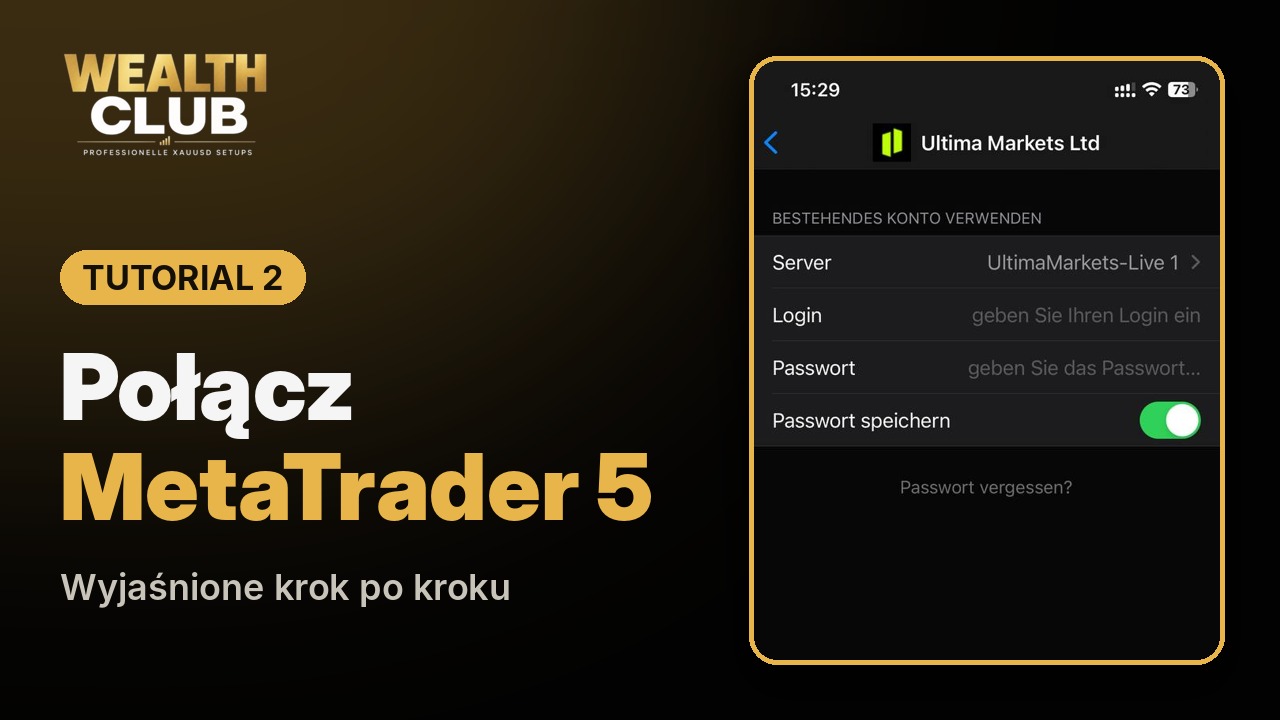 WEALTH
CLUB
PROFESSIONELLE XAUUSD SETUPS
TUTORIAL 2
Połącz
MetaTrader 5
Wyjaśnione krok po kroku
15:29
73
Ultima Markets Ltd
BESTEHENDES KONTO VERWENDEN
Server UltimaMarkets-Live 1
Login geben Sie Ihren Login ein
Passwort geben Sie das Passwort...
Passwort speichern
Passwort vergessen?